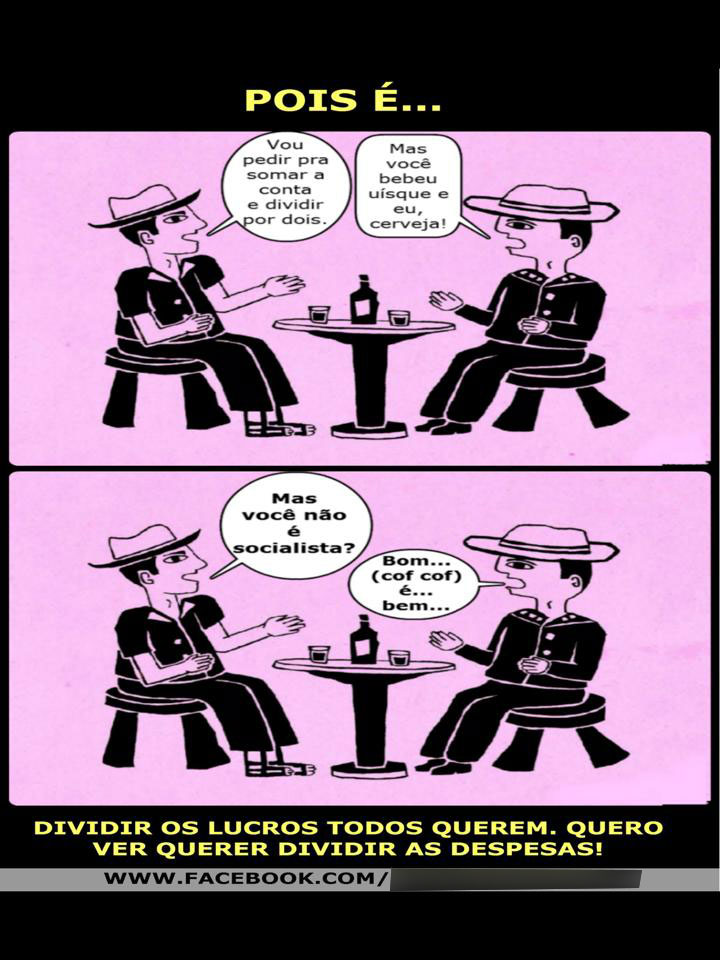 POIS É...
Vou
pedir pra
somar a
conta
e dividir
por dois.
Mas
você
bebeu
uísque e
eu,
cerveja!
Mas
você não
é
socialista?
Bom...
(cof cof)
é...
bem...
DIVIDIR OS LUCROS TODOS QUEREM. QUERO
VER QUERER DIVIDIR AS DESPESAS!
WWW.FACEBOOK.COM/